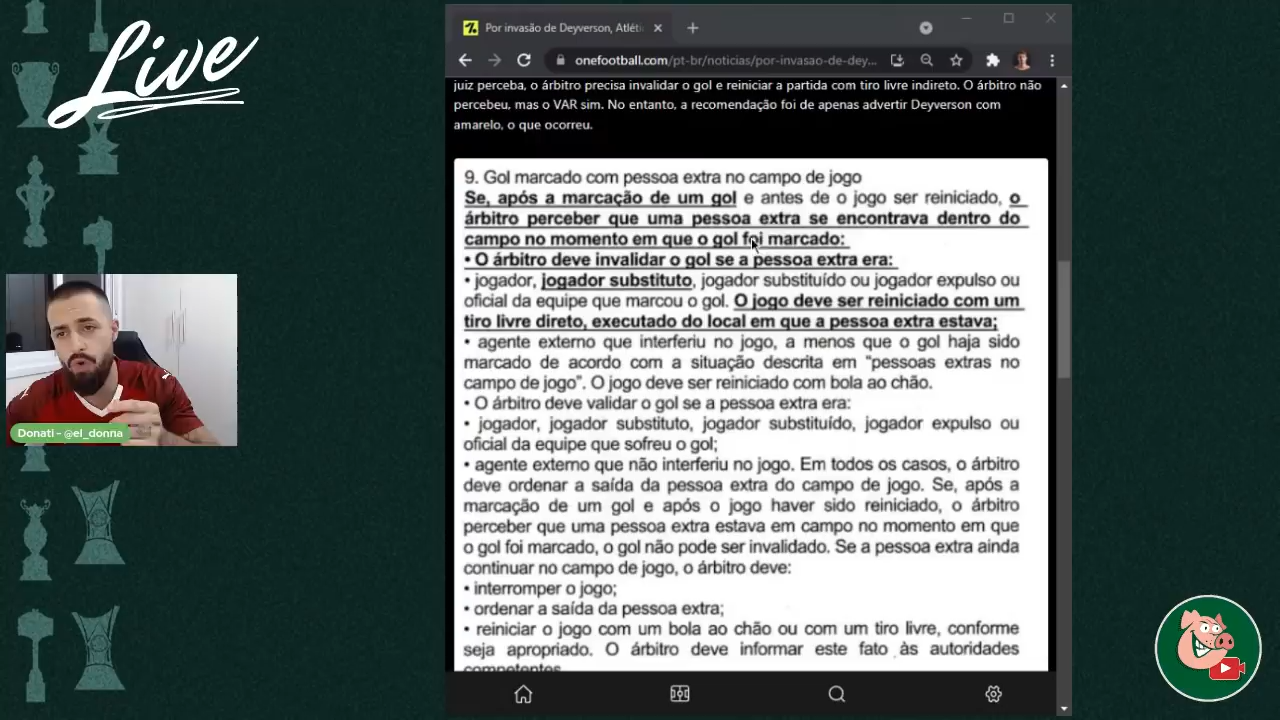 Live
Por invasão de Deyverson, Atléti
onefootball.com/pt-br/noticias/por-invasao-de-dey...
juiz perceba, o árbitro precisa invalidar o gol e reiniciar a partida com tiro livre indireto. O árbitro não
percebeu, mas o VAR sim. No entanto, a recomendação foi de apenas advertir Deyverson com
amarelo, o que ocorreu.
9. Gol marcado com pessoa extra no campo de jogo
Se, após a marcação de um gol e antes de o jogo ser reiniciado, o
árbitro perceber que uma pessoa extra se encontrava dentro do
campo no momento em que o gol foi marcado:
• O árbitro deve invalidar o gol se a pessoa extra era:
• jogador, jogador substituto, jogador substituído ou jogador expulso ou
oficial da equipe que marcou o gol. O jogo deve ser reiniciado com um
tiro livre direto, executado do local em que a pessoa extra estava;
• agente externo que interferiu no jogo, a menos que o gol haja sido
marcado de acordo com a situação descrita em “pessoas extras no
campo de jogo”. O jogo deve ser reiniciado com bola ao chão.
• O árbitro deve validar o gol se a pessoa extra era:
• jogador, jogador substituto, jogador substituído, jogador expulso ou
oficial da equipe que sofreu o gol;
• agente externo que não interferiu no jogo. Em todos os casos, o árbitro
deve ordenar a saída da pessoa extra do campo de jogo. Se, após a
marcação de um gol e após o jogo haver sido reiniciado, o árbitro
perceber que uma pessoa extra estava em campo no momento em que
o gol foi marcado, o gol não pode ser invalidado. Se a pessoa extra ainda
continuar no campo de jogo, o árbitro deve:
• interromper o jogo;
• ordenar a saída da pessoa extra;
• reiniciar o jogo com um bola ao chão ou com um tiro livre, conforme
seja apropriado. O árbitro deve informar este fato às autoridades
competentes
Donati - @el_donna